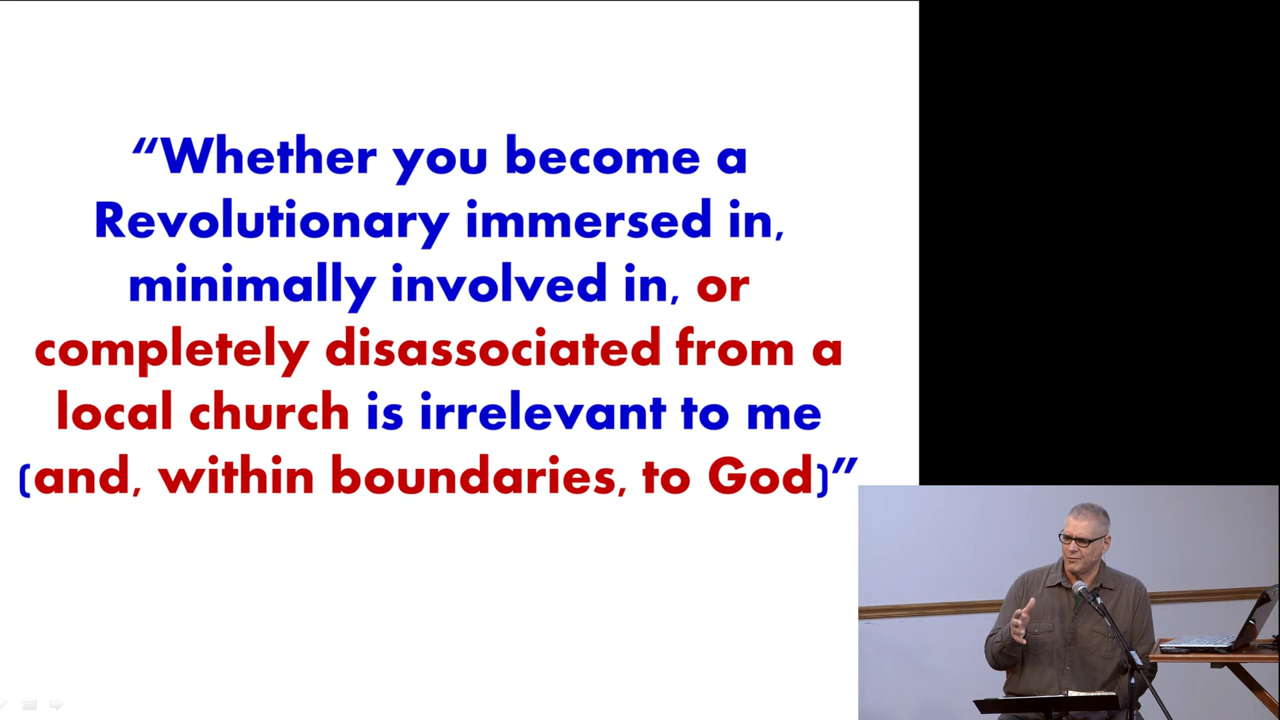 “Whether you become a
Revolutionary immersed in,
minimally involved in, or
completely disassociated from a
local church is irrelevant to me
(and, within boundaries, to God)”